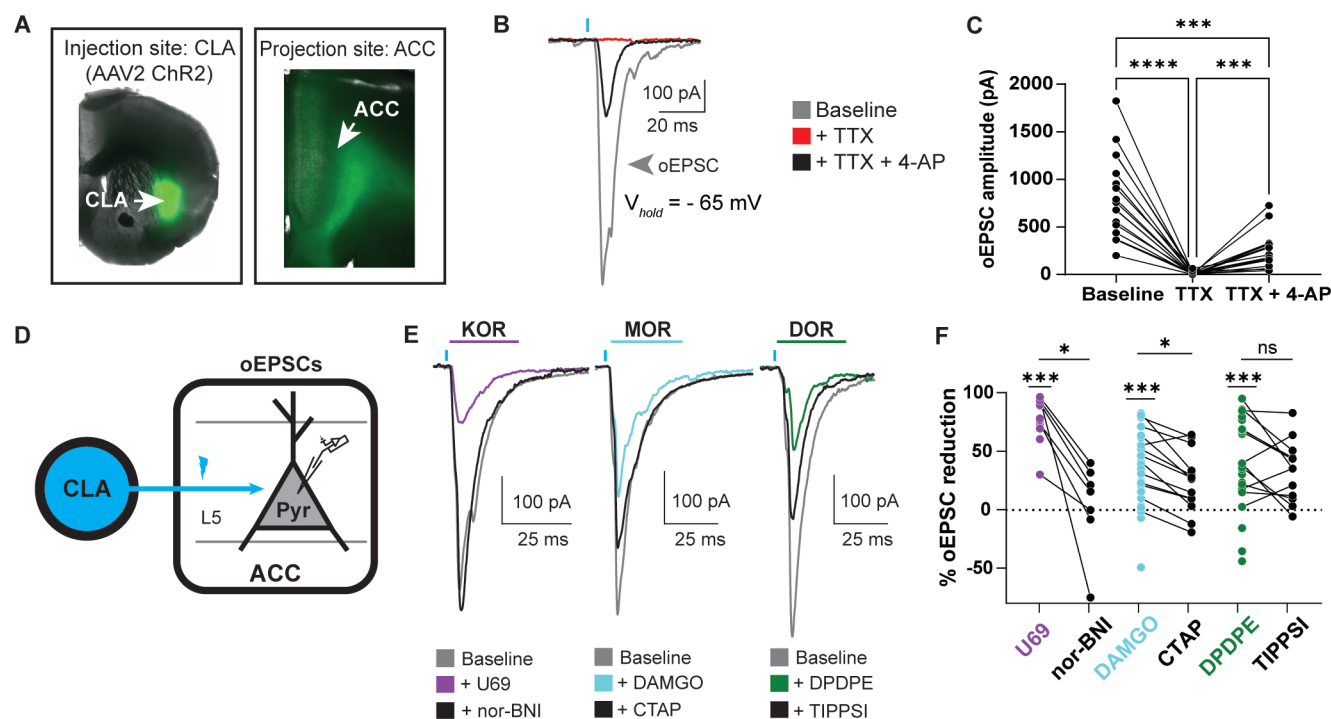 A
Injection site: CLA
(AAV2 ChR2)
CLA
Projection site: ACC
ACC
B
100 pA
20 ms
oEPSC
Vhold = - 65 mV
Baseline
+ TTX
+ TTX + 4-AP
C
***
**** ***
oEPSC amplitude (pA)
2000
1500
1000
500
0
Baseline TTX TTX + 4-AP
D
oEPSCs
CLA
L5
Pyr
ACC
E
KOR MOR DOR
100 pA
25 ms
100 pA
25 ms
100 pA
25 ms
Baseline
+ U69
+ nor-BNI
Baseline
+ DAMGO
+ CTAP
Baseline
+ DPDPE
+ TIPPSI
F
* * ns
*** *** ***
% oEPSC reduction
100
50
0
-50
U69
nor-BNI
DAMGO
CTAP
DPDPE
TIPPSI